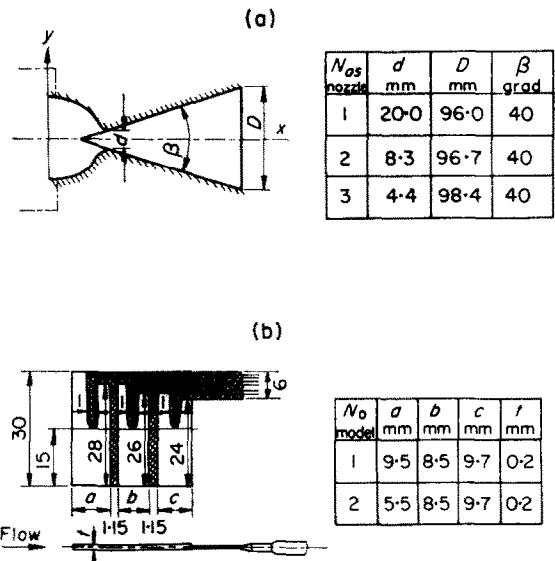 (a)
y
d
β
D
x
Nas nozzle d mm D mm β grad
1 20·0 96·0 40
2 8·3 96·7 40
3 4·4 98·4 40
(b)
30
15
1
28
26
24
6
a b c
1·15 1·15
Flow
t
No model a mm b mm c mm t mm
1 9·5 8·5 9·7 0·2
2 5·5 8·5 9·7 0·2